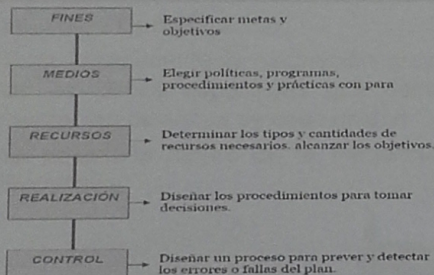 FINES
Especificar metas y
objetivos
MEDIOS
Elegir políticas, programas,
procedimientos y prácticas con para
RECURSOS
Determinar los tipos y cantidades de
recursos necesarios. alcanzar los objetivos.
REALIZACIÓN
Diseñar los procedimientos para tomar
decisiones.
CONTROL
Diseñar un proceso para prever y detectar
los errores o fallas del plan.